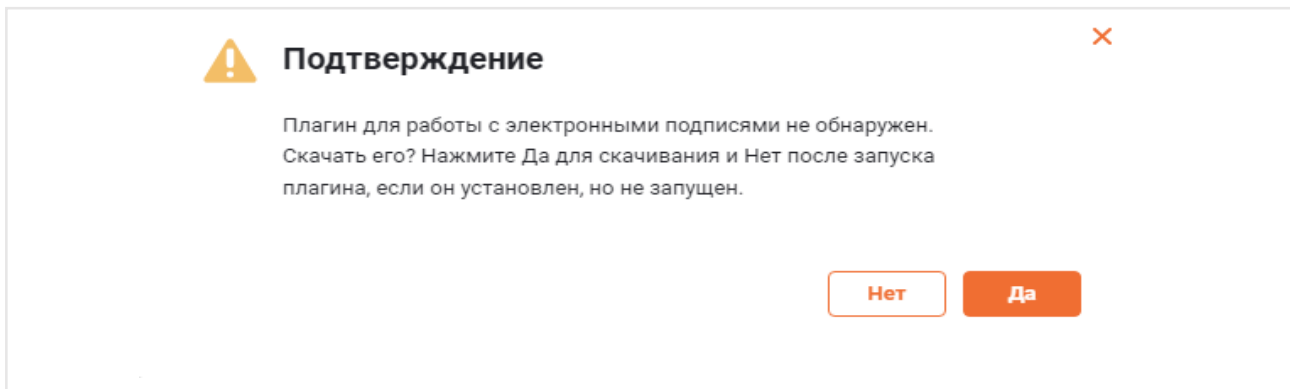 Подтверждение
Плагин для работы с электронными подписями не обнаружен.
Скачать его? Нажмите Да для скачивания и Нет после запуска
плагина, если он установлен, но не запущен.
Нет
Да